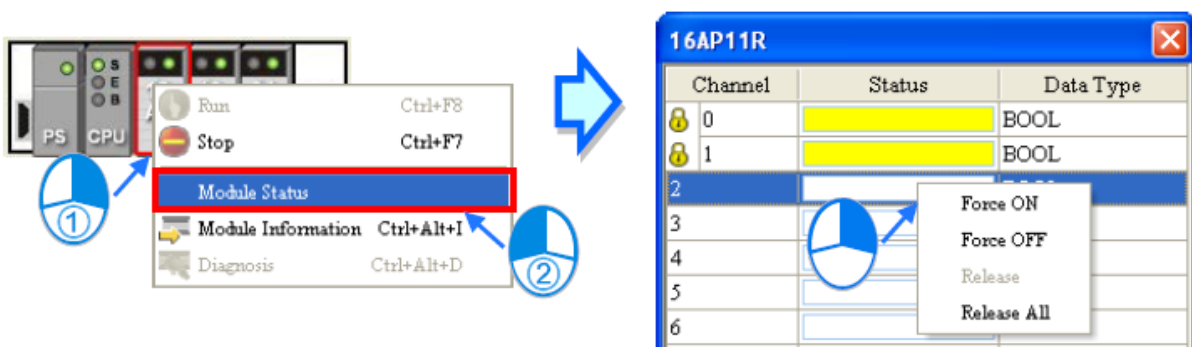 S
E
B
PS
CPU
Run Ctrl+F8
Stop Ctrl+F7
Module Status
Module Information Ctrl+Alt+I
Diagnosis Ctrl+Alt+D
1
2
16AP11R
Channel Status Data Type
0 BOOL
1 BOOL
2
3
4
5
6
Force ON
Force OFF
Release
Release All